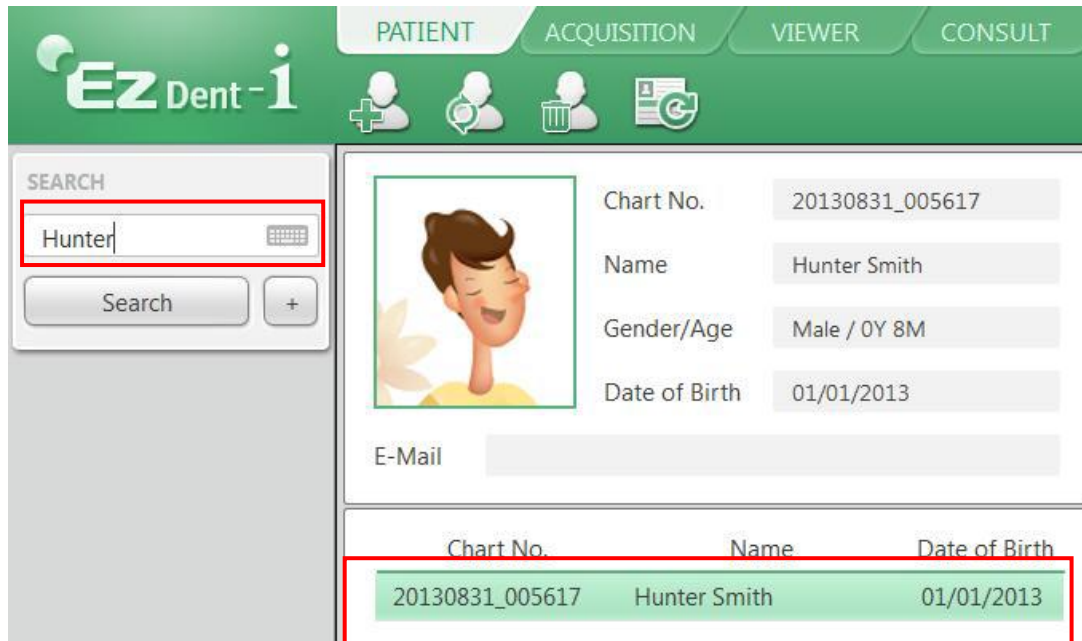 Ez Dent-i
PATIENT ACQUISITION VIEWER CONSULT
SEARCH
Hunter
Search +
Chart No. 20130831_005617
Name Hunter Smith
Gender/Age Male / 0Y 8M
Date of Birth 01/01/2013
E-Mail
Chart No. Name Date of Birth
20130831_005617 Hunter Smith 01/01/2013